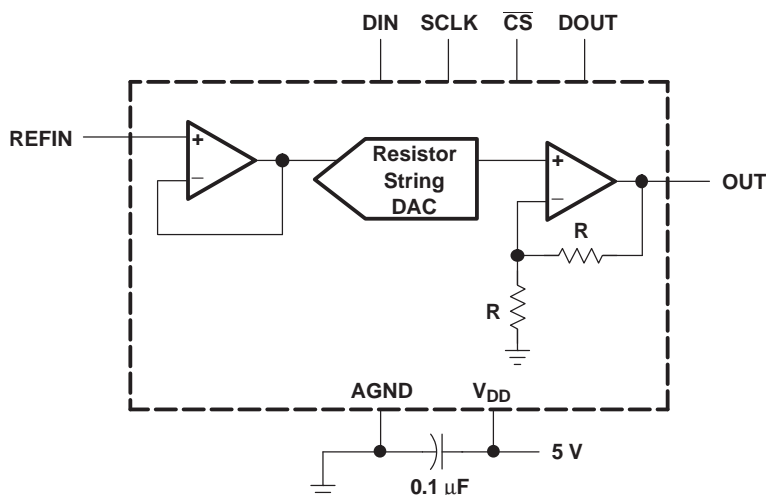 DIN SCLK CS DOUT
REFIN
+
−
Resistor
String
DAC
+
−
OUT
R
R
AGND VDD
5 V
0.1 μF